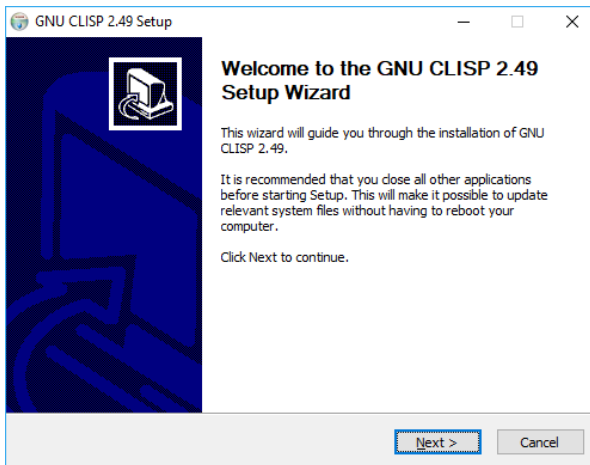 GNU CLISP 2.49 Setup
Welcome to the GNU CLISP 2.49
Setup Wizard
This wizard will guide you through the installation of GNU
CLISP 2.49.
It is recommended that you close all other applications
before starting Setup. This will make it possible to update
relevant system files without having to reboot your
computer.
Click Next to continue.
Next >
Cancel